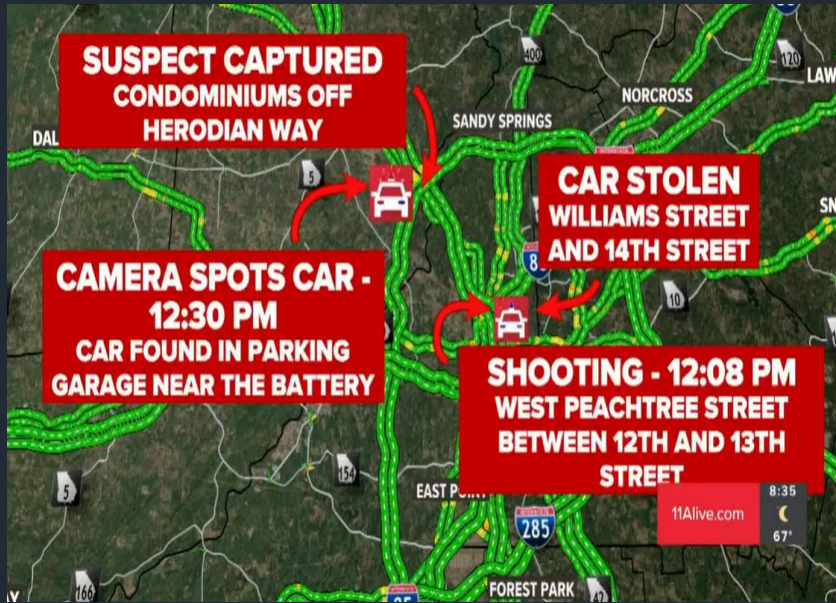 SUSPECT CAPTURED
CONDOMINIUMS OFF
HERODIAN WAY
400
120
NORCROSS
SANDY SPRINGS
5
CAR STOLEN
WILLIAMS STREET
AND 14TH STREET
CAMERA SPOTS CAR -
12:30 PM
CAR FOUND IN PARKING
GARAGE NEAR THE BATTERY
10
SHOOTING - 12:08 PM
WEST PEACHTREE STREET
BETWEEN 12TH AND 13TH
STREET
5
154
EAST
285
11Alive.com
8:35
67°
166
FOREST PARK